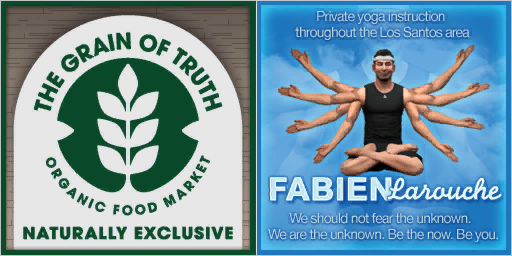 THE GRAIN OF TRUTH
ORGANIC FOOD MARKET
NATURALLY EXCLUSIVE
Private yoga instruction
throughout the Los Santos area
FABIEN Larouche
We should not fear the unknown.
We are the unknown. Be the now. Be you.